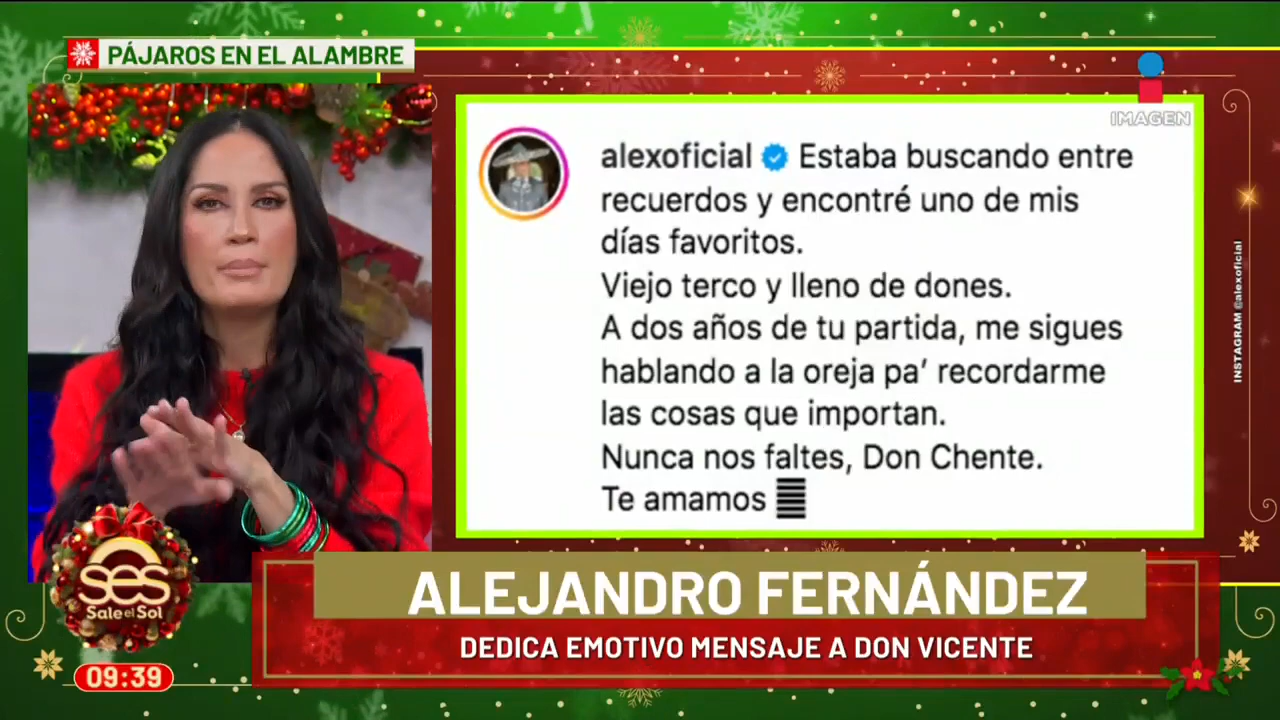 PÁJAROS EN EL ALAMBRE
IMAGEN
alexoficial Estaba buscando entre
recuerdos y encontré uno de mis
días favoritos.
Viejo terco y lleno de dones.
A dos años de tu partida, me sigues
hablando a la oreja pa’ recordarme
las cosas que importan.
Nunca nos faltes, Don Chente.
Te amamos
INSTAGRAM @alexoficial
ses
Sale el Sol
ALEJANDRO FERNÁNDEZ
DEDICA EMOTIVO MENSAJE A DON VICENTE
09:39